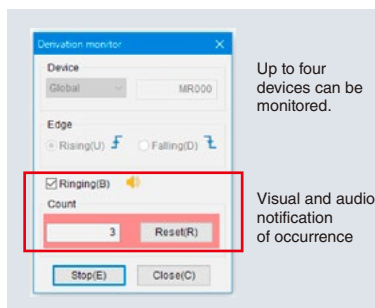 Derivation monitor
Device
Global
MR000
Up to four
devices can be
monitored.
Edge
Rising(U)
Falling(D)
Ringing(B)
Count
3
Reset(R)
Visual and audio
notification
of occurrence
Stop(E)
Close(C)